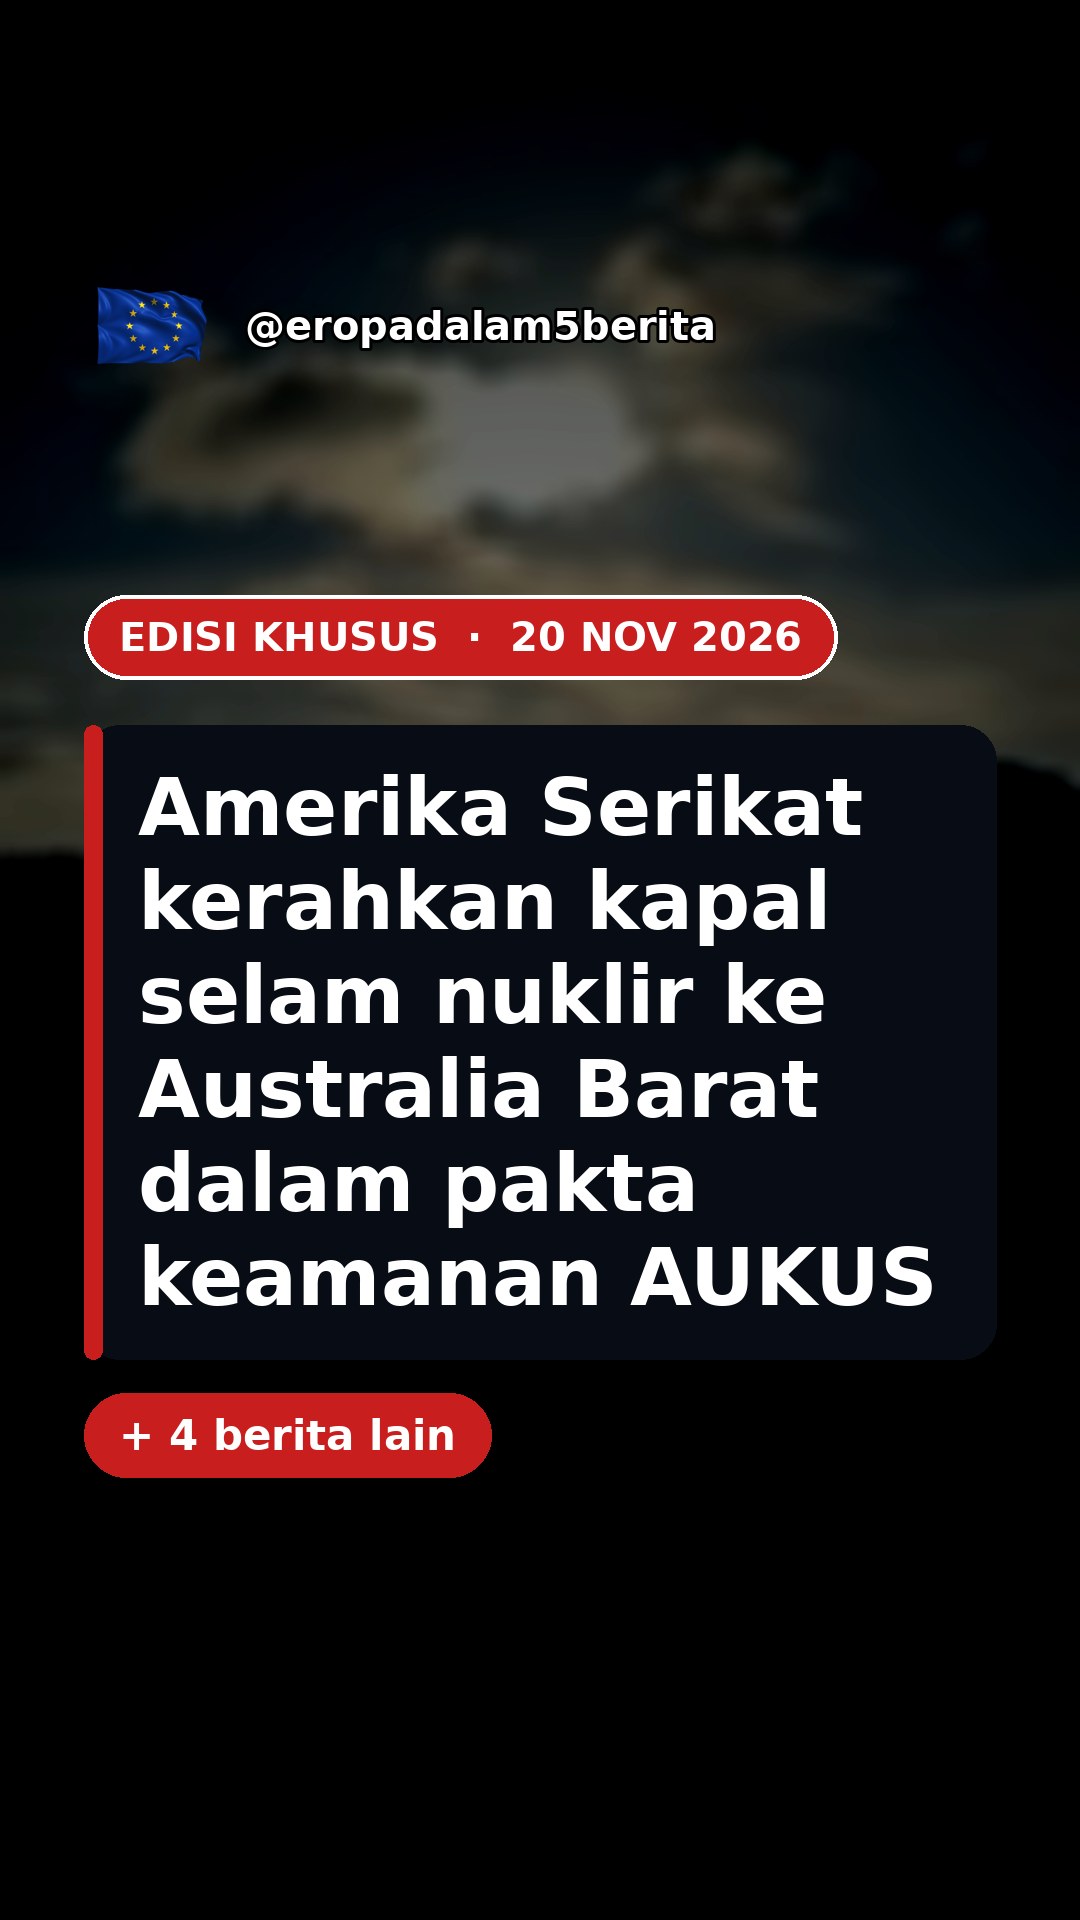 @eropadalam5berita
EDISI KHUSUS · 20 NOV 2026
Amerika Serikat
kerahkan kapal
selam nuklir ke
Australia Barat
dalam pakta
keamanan AUKUS
+ 4 berita lain